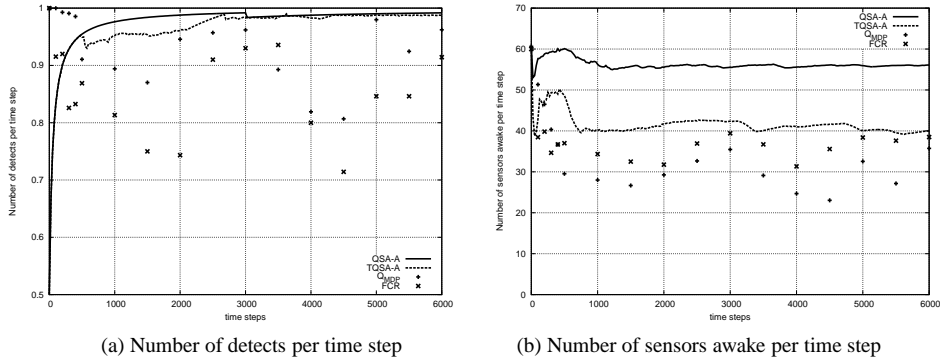 Number of detects per time step
1
0.9
0.8
0.7
0.6
0.5
0
1000
2000
3000
4000
5000
6000
time steps
QSA-A
TQSA-A
Q_MDP
FCR
(a) Number of detects per time step
Number of sensors awake per time step
70
60
50
40
30
20
10
0
0
1000
2000
3000
4000
5000
6000
time steps
QSA-A
TQSA-A
Q_MDP
FCR
(b) Number of sensors awake per time step